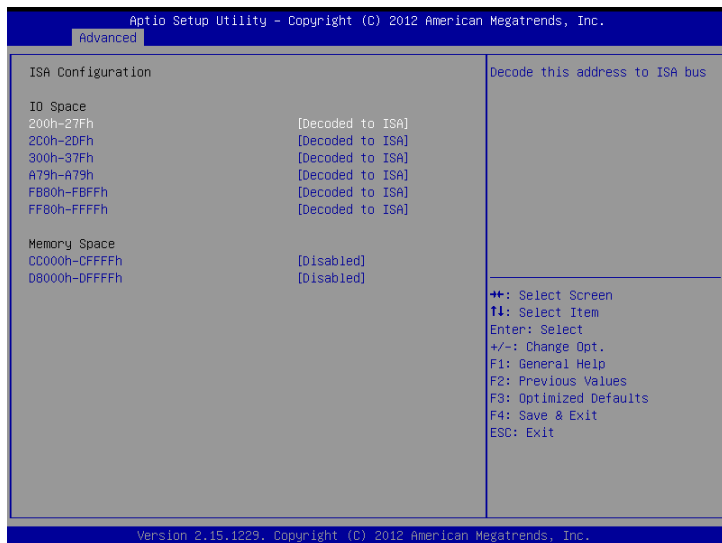 Aptio Setup Utility – Copyright (C) 2012 American Megatrends, Inc.
Advanced
ISA Configuration
IO Space
200h-27Fh [Decoded to ISA]
2C0h-2DFh [Decoded to ISA]
300h-37Fh [Decoded to ISA]
A79h-A79h [Decoded to ISA]
FB80h-FBFFh [Decoded to ISA]
FF80h-FFFFh [Decoded to ISA]
Memory Space
CC000h-CFFFFh [Disabled]
D8000h-DFFFFh [Disabled]
Decode this address to ISA bus
→←: Select Screen
↑↓: Select Item
Enter: Select
+/-: Change Opt.
F1: General Help
F2: Previous Values
F3: Optimized Defaults
F4: Save & Exit
ESC: Exit
Version 2.15.1229. Copyright (C) 2012 American Megatrends, Inc.